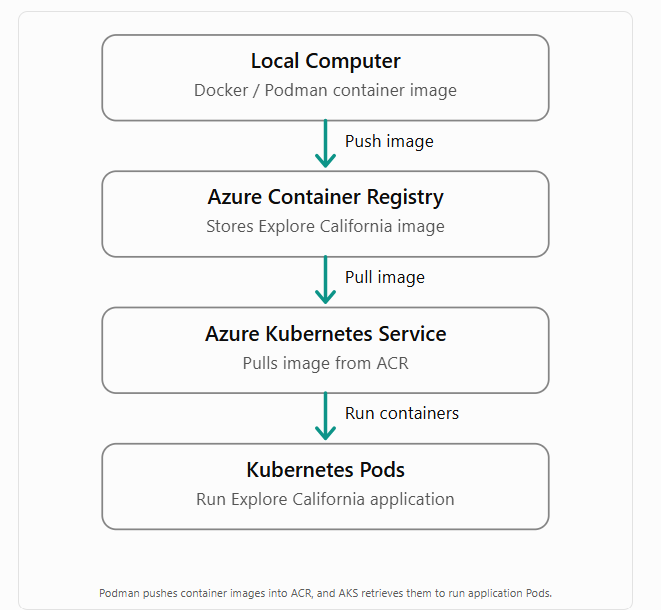 Local Computer
Docker / Podman container image
Push image
Azure Container Registry
Stores Explore California image
Pull image
Azure Kubernetes Service
Pulls image from ACR
Run containers
Kubernetes Pods
Run Explore California application
Podman pushes container images into ACR, and AKS retrieves them to run application Pods.